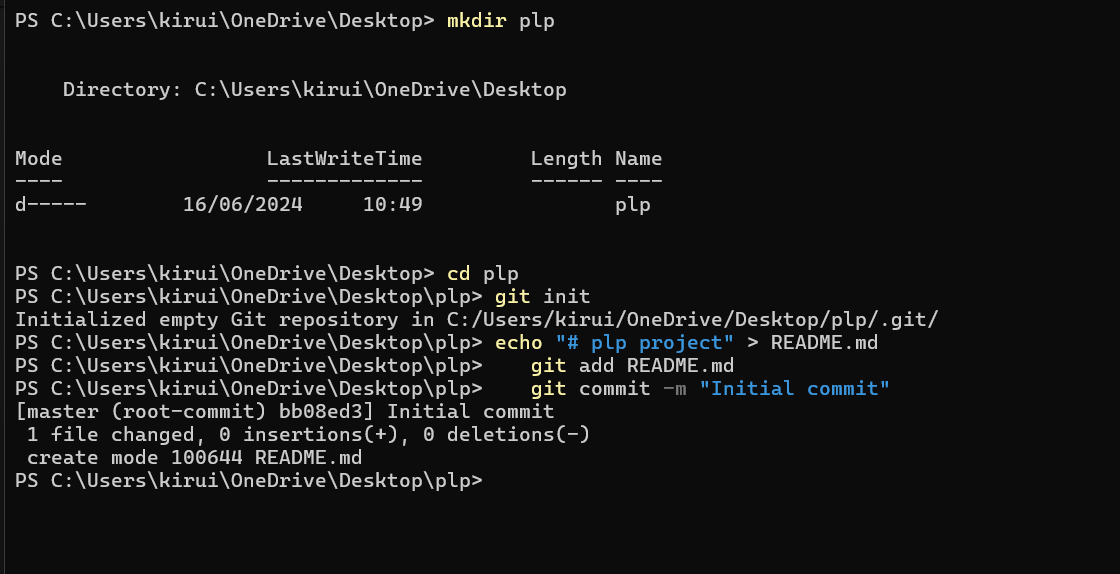 PS C:\Users\kirui\OneDrive\Desktop> mkdir plp
    Directory: C:\Users\kirui\OneDrive\Desktop
Mode                 LastWriteTime         Length Name
----                 -------------         ------ ----
d-----        16/06/2024     10:49                plp
PS C:\Users\kirui\OneDrive\Desktop> cd plp
PS C:\Users\kirui\OneDrive\Desktop\plp> git init
Initialized empty Git repository in C:/Users/kirui/OneDrive/Desktop/plp/.git/
PS C:\Users\kirui\OneDrive\Desktop\plp> echo "# plp project" > README.md
PS C:\Users\kirui\OneDrive\Desktop\plp>    git add README.md
PS C:\Users\kirui\OneDrive\Desktop\plp>    git commit -m "Initial commit"
[master (root-commit) bb08ed3] Initial commit
 1 file changed, 0 insertions(+), 0 deletions(-)
 create mode 100644 README.md
PS C:\Users\kirui\OneDrive\Desktop\plp>